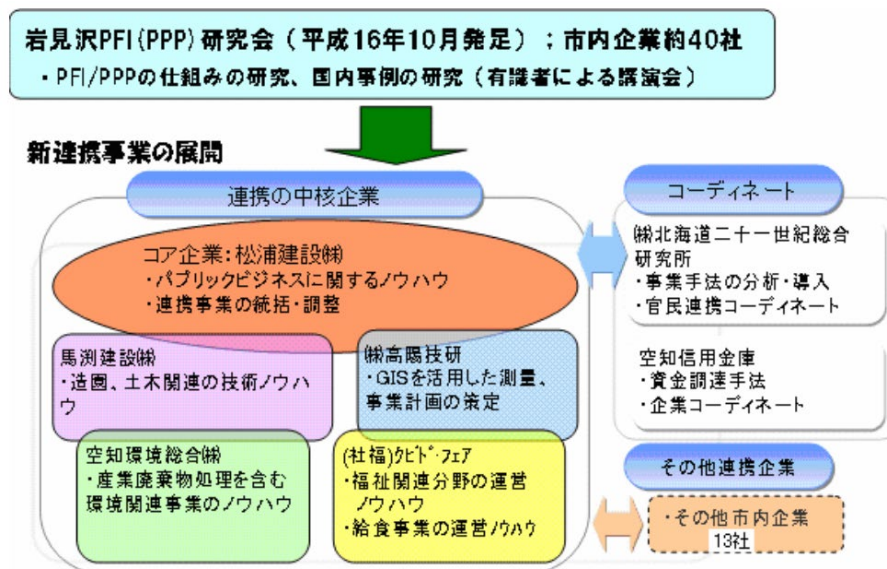 岩見沢PFI(PPP)研究会（平成16年10月発足）；市内企業約40社
・PFI/PPPの仕組みの研究、国内事例の研究（有識者による講演会）
新連携事業の展開
連携の中核企業
コア企業：松浦建設㈱
・パブリックビジネスに関するノウハウ
・連携事業の統括・調整
馬渕建設㈱
・造園、土木関連の技術ノウハ
ウ
㈱高陽技研
・GISを活用した測量、
事業計画の策定
空知環境総合㈱
・産業廃棄物処理を含む
環境関連事業のノウハウ
(社福)ｸﾋﾟﾄﾞ・ﾌｪｱ
・福祉関連分野の運営
ノウハウ
・給食事業の運営ﾉｳﾊｳ
コーディネート
㈱北海道二十一世紀総合
研究所
・事業手法の分析・導入
・官民連携コーディネート
空知信用金庫
・資金調達手法
・企業コーディネート
その他連携企業
・その他市内企業
13社